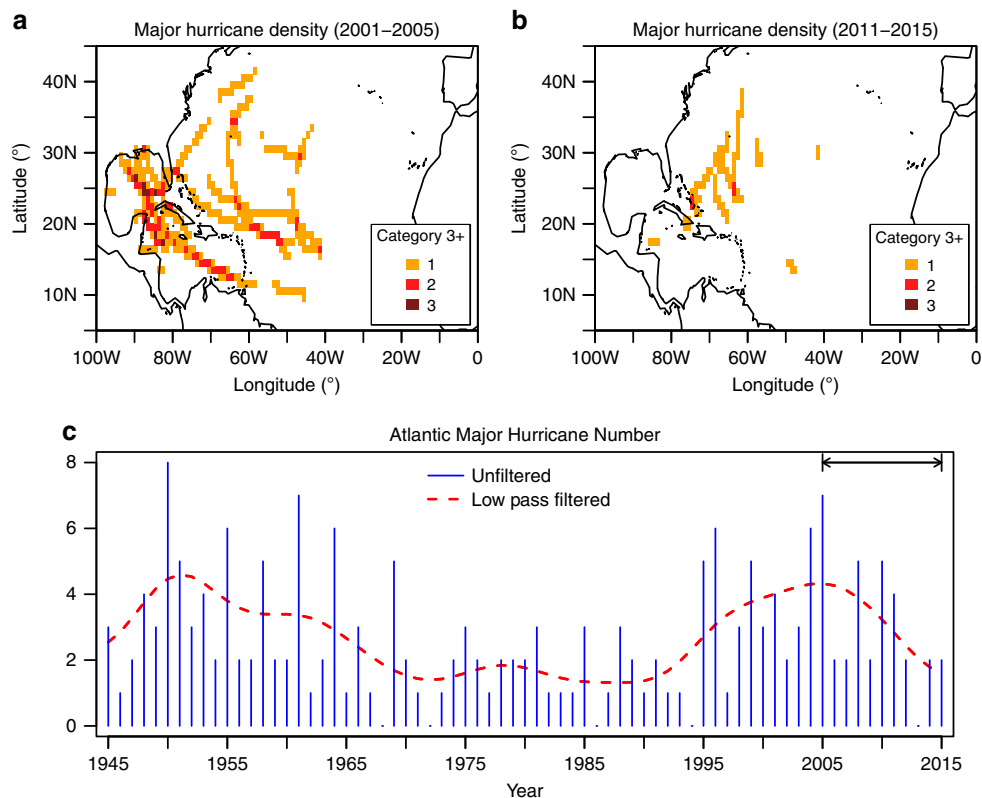 a
Major hurricane density (2001–2005)
40N
30N
20N
10N
Latitude (°)
Category 3+
1
2
3
100W 80W 60W 40W 20W 0
Longitude (°)
b
Major hurricane density (2011–2015)
40N
30N
20N
10N
Latitude (°)
Category 3+
1
2
3
100W 80W 60W 40W 20W 0
Longitude (°)
c
Atlantic Major Hurricane Number
8
6
4
2
0
Unfiltered
Low pass filtered
1945 1955 1965 1975 1985 1995 2005 2015
Year